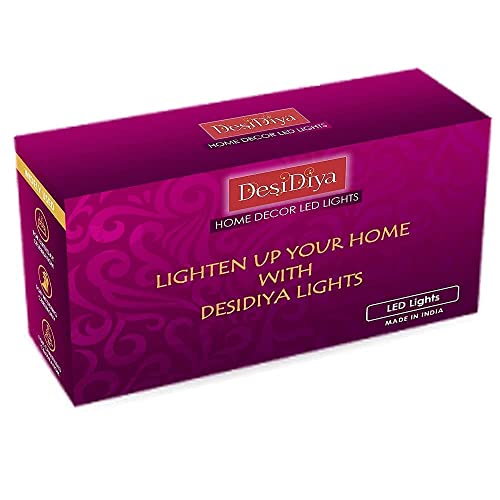 DesiDiya
HOME DECOR LED LIGHTS
DesiDiya
HOME DECOR LED LIGHTS
LIGHTEN UP YOUR HOME
WITH
DESIDIYA LIGHTS
LED Lights
MADE IN INDIA